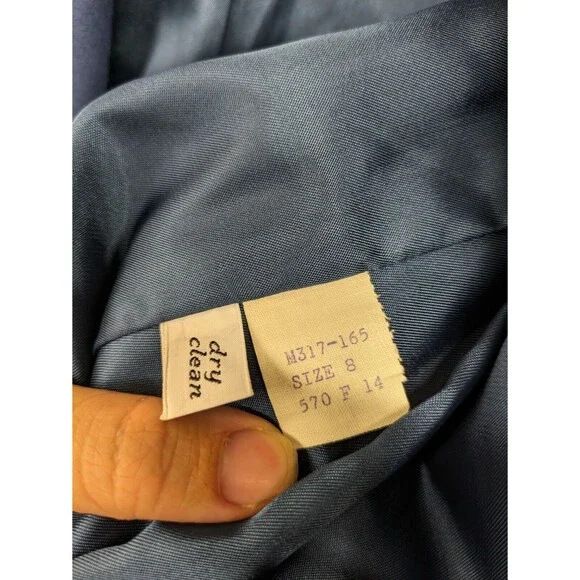 dry
clean
M317-165
SIZE 8
570 F 14